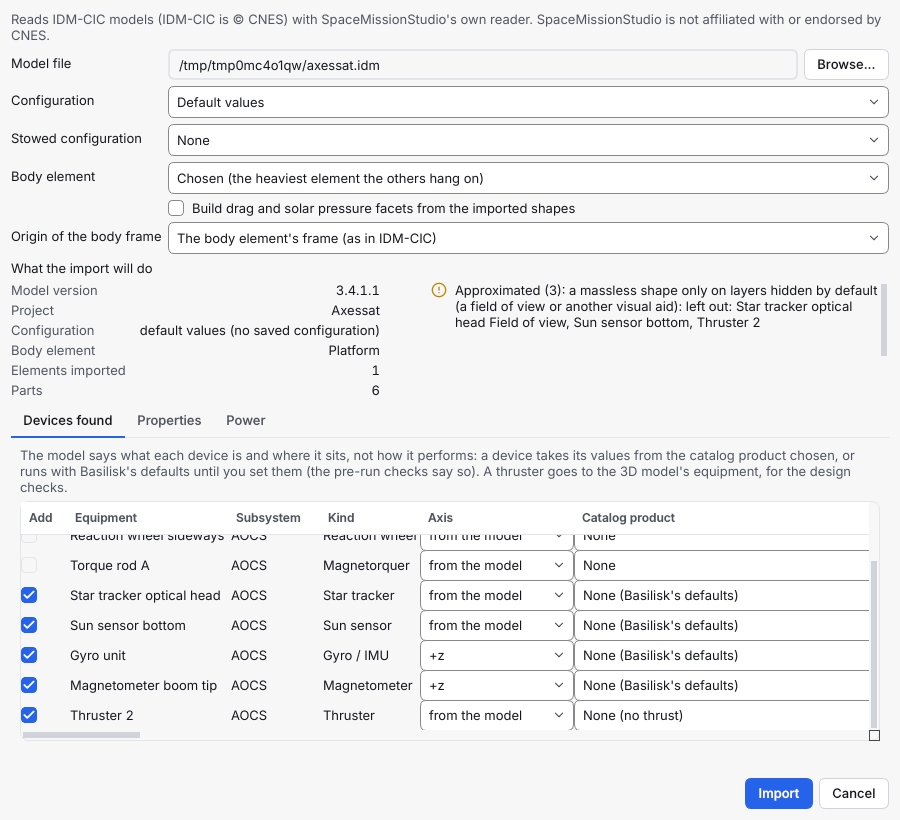 Reads IDM-CIC models (IDM-CIC is © CNES) with SpaceMissionStudio's own reader. SpaceMissionStudio is not affiliated with or endorsed by
CNES.
Model file
/tmp/tmp0mc4o1qw/axessat.idm
Browse...
Configuration
Default values
Stowed configuration
None
Body element
Chosen (the heaviest element the others hang on)
Build drag and solar pressure facets from the imported shapes
Origin of the body frame
The body element's frame (as in IDM-CIC)
What the import will do
Model version 3.4.1.1
Project Axessat
Configuration default values (no saved configuration)
Body element Platform
Elements imported 1
Parts 6
Approximated (3): a massless shape only on layers hidden by default
(a field of view or another visual aid): left out: Star tracker optical
head Field of view, Sun sensor bottom, Thruster 2
Devices found Properties Power
The model says what each device is and where it sits, not how it performs: a device takes its values from the catalog product chosen, or
runs with Basilisk's defaults until you set them (the pre-run checks say so). A thruster goes to the 3D model's equipment, for the design
checks.
Add Equipment Subsystem Kind Axis Catalog product
Reaction wheel sideways AOCS Reaction wheel from the model None
Torque rod A AOCS Magnetorquer from the model None
Star tracker optical head AOCS Star tracker from the model None (Basilisk's defaults)
Sun sensor bottom AOCS Sun sensor from the model None (Basilisk's defaults)
Gyro unit AOCS Gyro / IMU +z None (Basilisk's defaults)
Magnetometer boom tip AOCS Magnetometer +z None (Basilisk's defaults)
Thruster 2 AOCS Thruster from the model None (no thrust)
Import Cancel